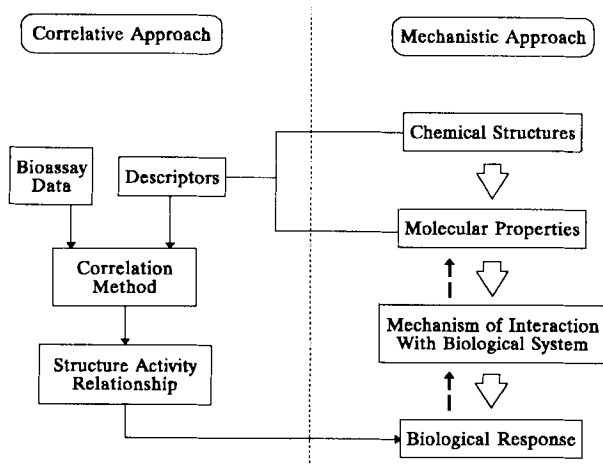 Correlative Approach
Mechanistic Approach
Chemical Structures
Bioassay
Data
Descriptors
Molecular Properties
Correlation
Method
Mechanism of Interaction
With Biological System
Structure Activity
Relationship
Biological Response